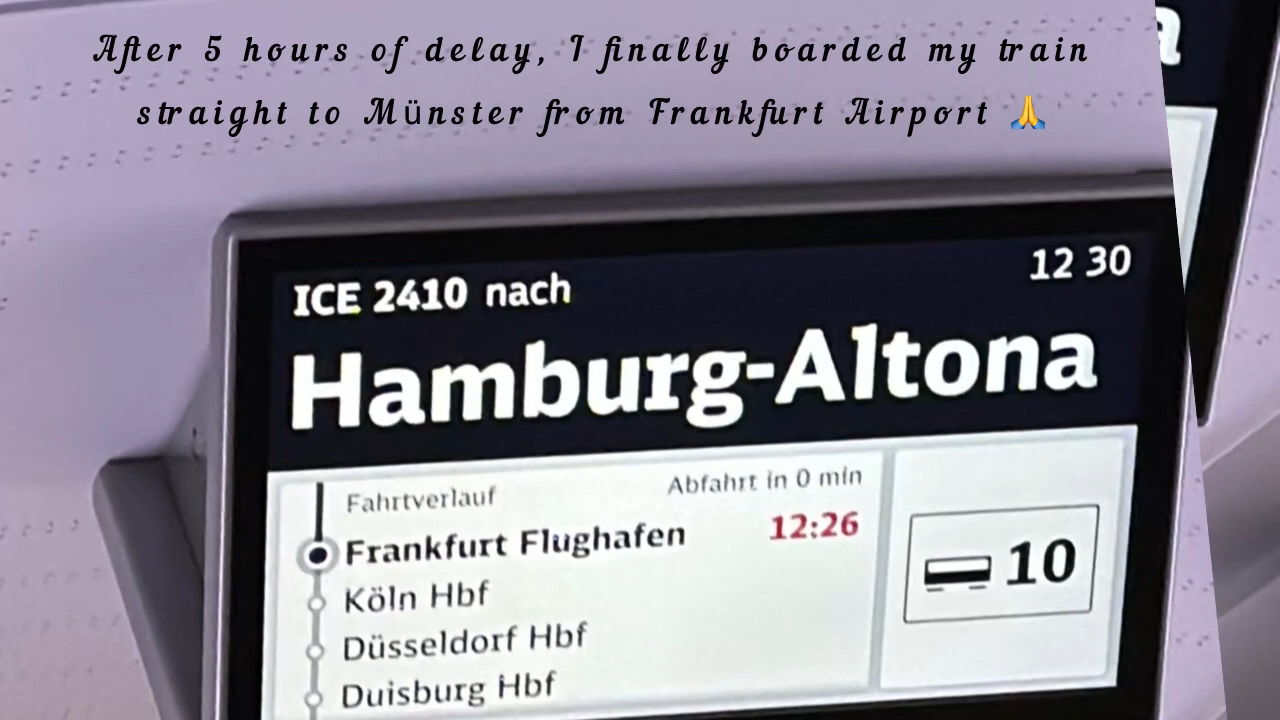 After 5 hours of delay, I finally boarded my train
straight to Münster from Frankfurt Airport 🙏
ICE 2410 nach
12 30
Hamburg-Altona
Fahrtverlauf
Abfahrt in 0 min
Frankfurt Flughafen
12:26
Köln Hbf
Düsseldorf Hbf
Duisburg Hbf
10
a